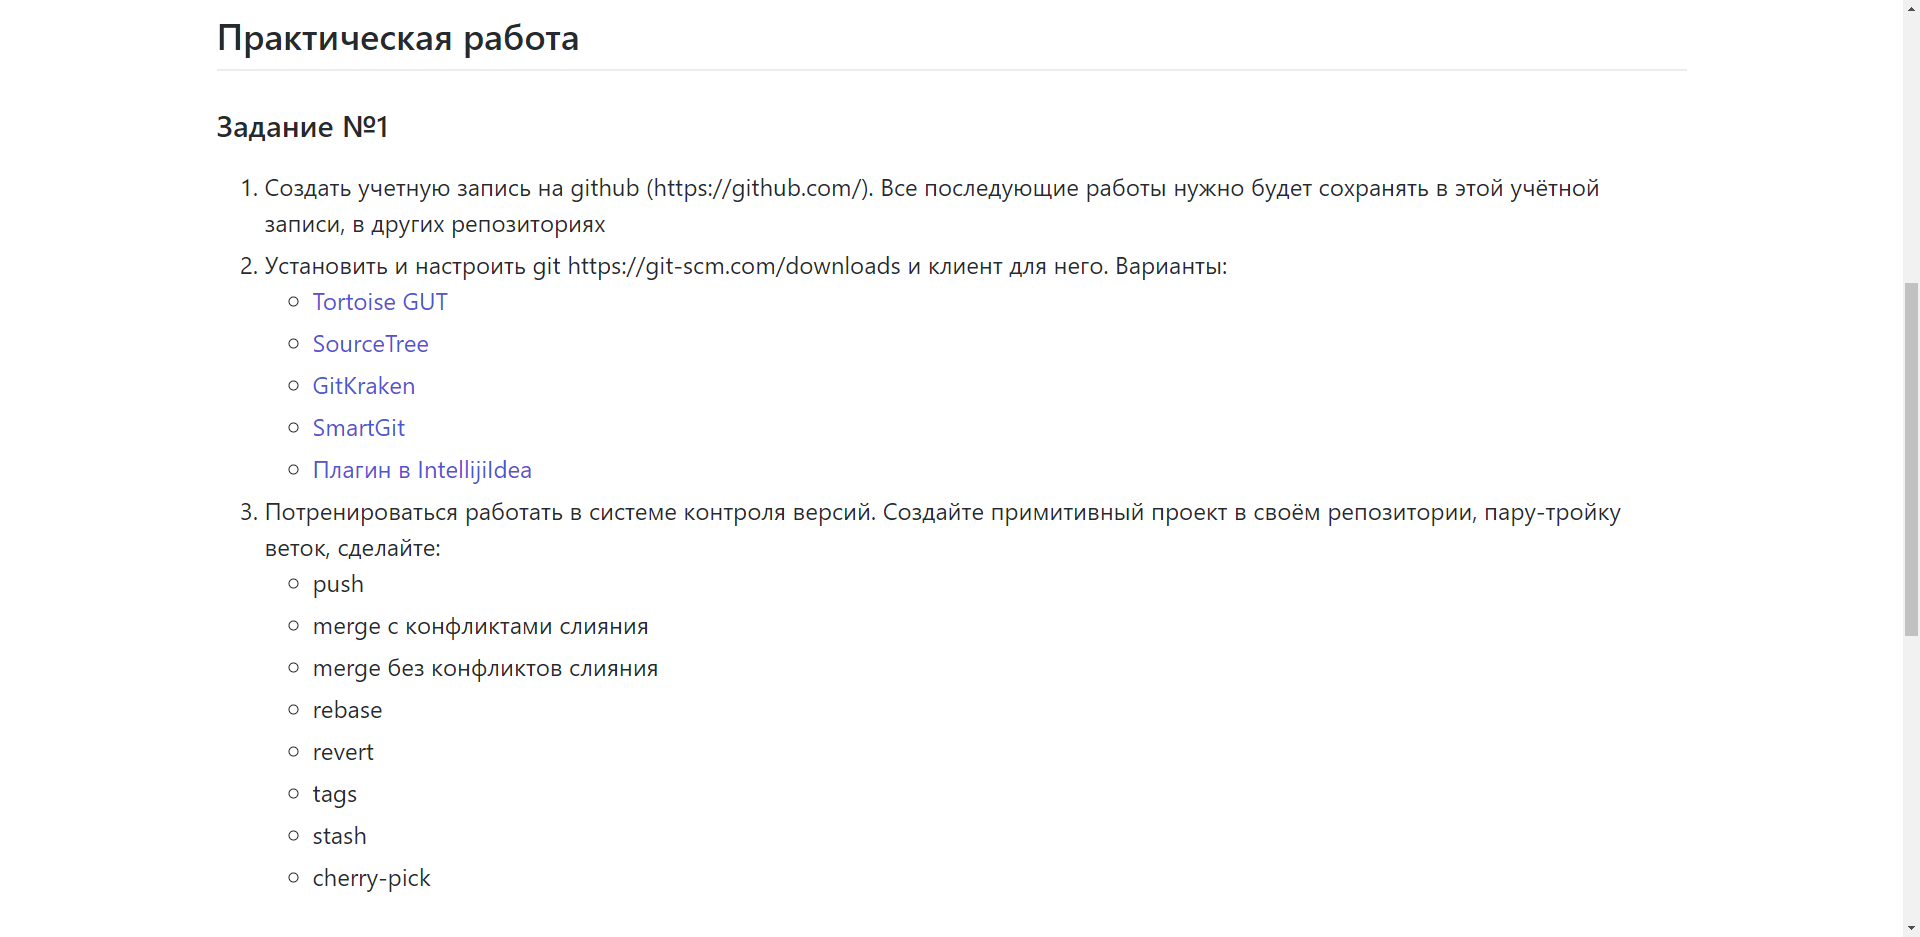 Практическая работа
Задание №1
1. Создать учетную запись на github (https://github.com/). Все последующие работы нужно будет сохранять в этой учётной
записи, в других репозиториях
2. Установить и настроить git https://git-scm.com/downloads и клиент для него. Варианты:
Tortoise GUT
SourceTree
GitKraken
SmartGit
Плагин в IntellijiIdea
3. Потренироваться работать в системе контроля версий. Создайте примитивный проект в своём репозитории, пару-тройку
веток, сделайте:
push
merge с конфликтами слияния
merge без конфликтов слияния
rebase
revert
tags
stash
cherry-pick